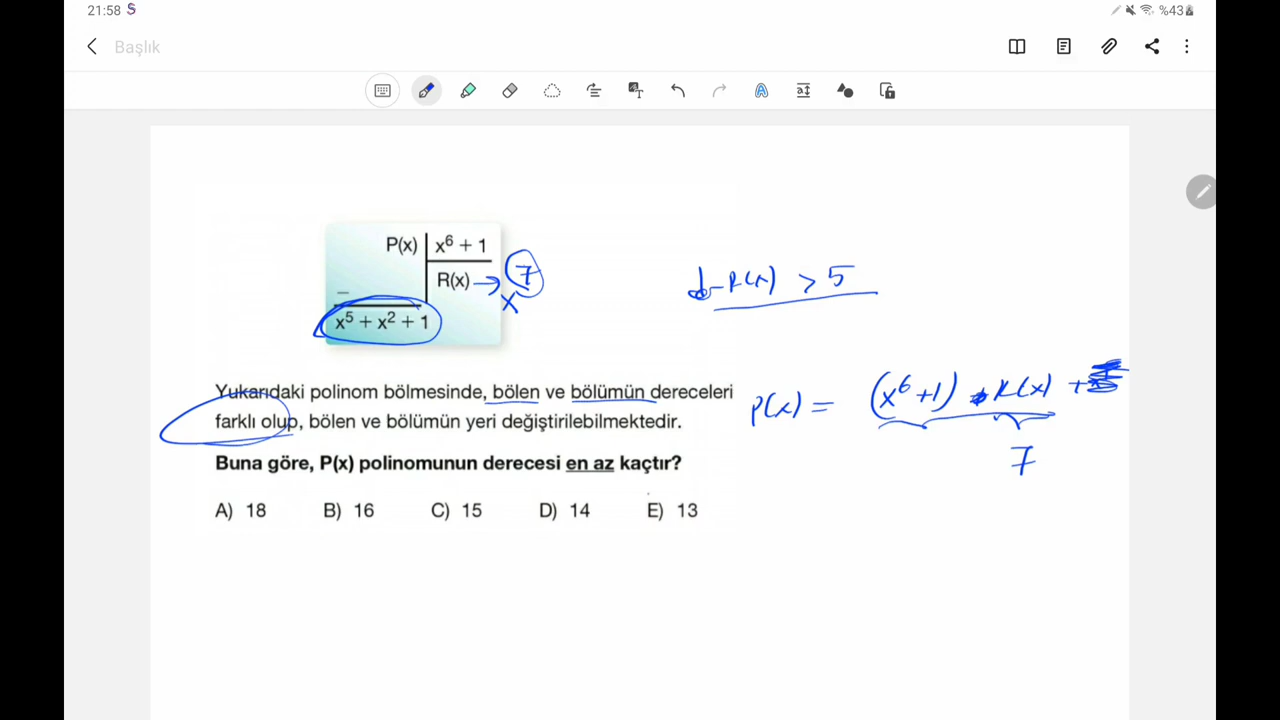 21:58 S %43
Başlık
P(x) x⁶ + 1
R(x) → 7
x
x⁵ + x² + 1
d-R(x) > 5
Yukarıdaki polinom bölmesinde, bölen ve bölümün dereceleri
farklı olup, bölen ve bölümün yeri değiştirilebilmektedir.
P(x) = (x⁶+1) . R(x) +
7
Buna göre, P(x) polinomunun derecesi en az kaçtır?
A) 18 B) 16 C) 15 D) 14 E) 13